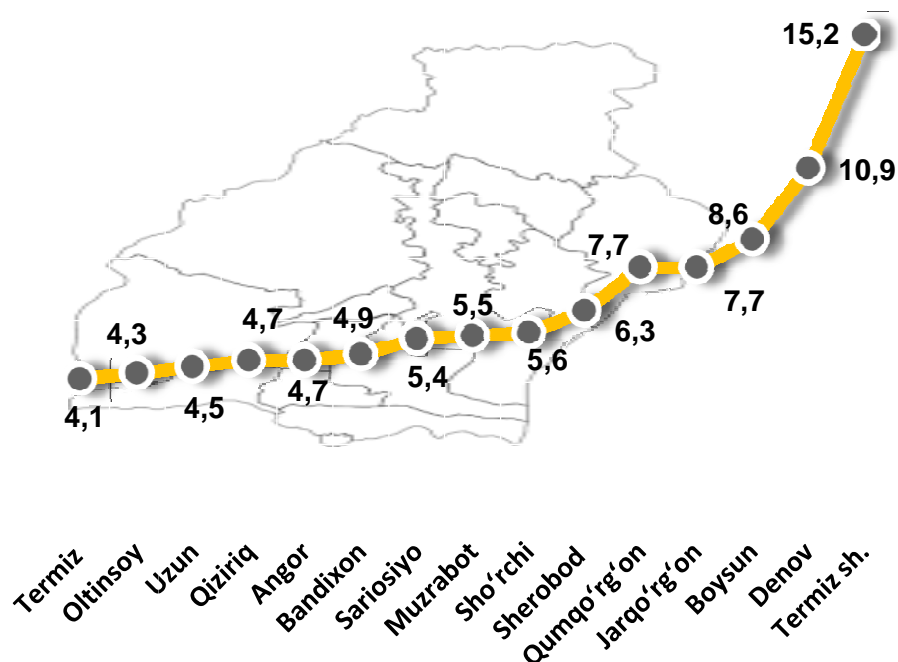 15,2
10,9
8,6
7,7
7,7
6,3
5,6
5,5
5,4
4,9
4,7
4,7
4,5
4,3
4,1
Termiz
Oltinsoy
Uzun
Qiziriq
Angor
Bandixon
Sariosiyo
Muzrabot
Sho‘rchi
Sherobod
Qumqo‘rg‘on
Jarqo‘rg‘on
Boysun
Denov
Termiz sh.